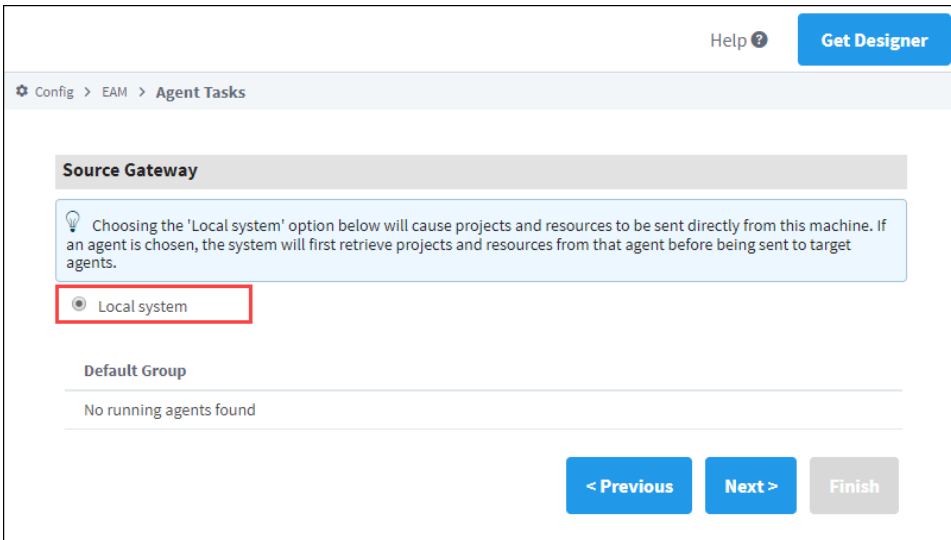 Help ?
Get Designer
Config > EAM > Agent Tasks
Source Gateway
Choosing the 'Local system' option below will cause projects and resources to be sent directly from this machine. If
an agent is chosen, the system will first retrieve projects and resources from that agent before being sent to target
agents.
Local system
Default Group
No running agents found
< Previous
Next >
Finish